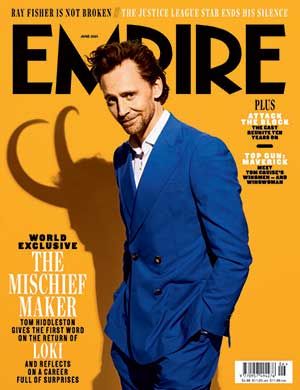 RAY FISHER IS NOT BROKEN // THE JUSTICE LEAGUE STAR ENDS HIS SILENCE
EMPIRE
PLUS
ATTACK
THE BLOCK
THE CAST
REUNITE TEN
YEARS ON
TOP GUN:
MAVERICK
MEET
TOM CRUISE'S
WINGMEN – AND
WINGWOMAN
WORLD
EXCLUSIVE
THE
MISCHIEF
MAKER
TOM HIDDLESTON
GIVES THE FIRST WORD
ON THE RETURN OF
LOKI
AND REFLECTS
ON A CAREER
FULL OF SURPRISES